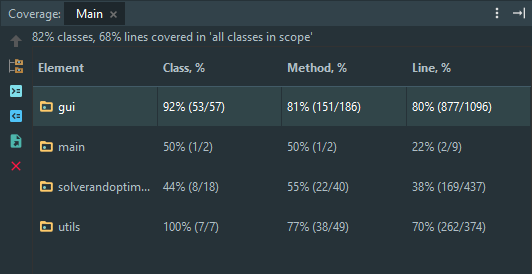 Coverage: Main ×
82% classes, 68% lines covered in 'all classes in scope'
Element Class, % Method, % Line, %
gui 92% (53/57) 81% (151/186) 80% (877/1096)
main 50% (1/2) 50% (1/2) 22% (2/9)
solverandoptim... 44% (8/18) 55% (22/40) 38% (169/437)
utils 100% (7/7) 77% (38/49) 70% (262/374)